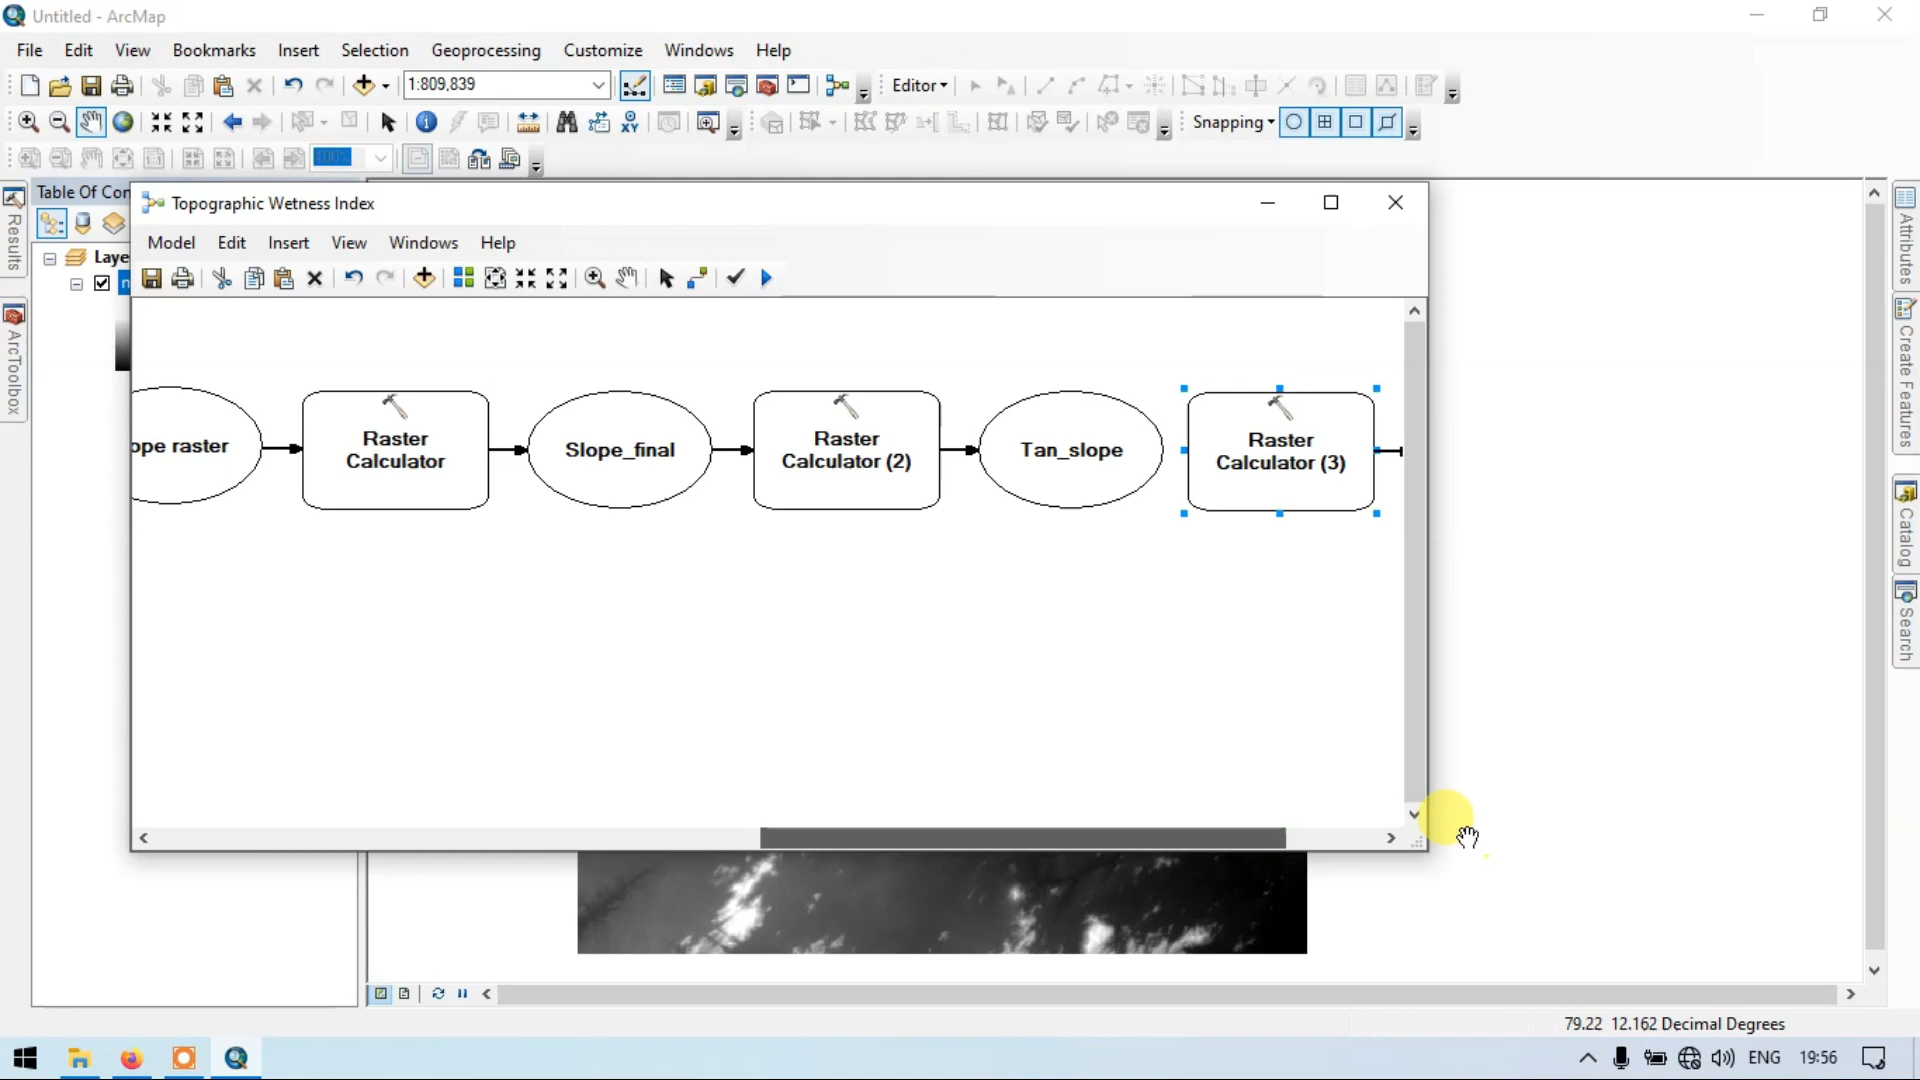 Untitled - ArcMap
File Edit View Bookmarks Insert Selection Geoprocessing Customize Windows Help
1:809,839
Editor
Snapping
100%
Table Of Con
Results
ArcToolbox
Laye
Topographic Wetness Index
Model Edit Insert View Windows Help
ope raster
Raster
Calculator
Slope_final
Raster
Calculator (2)
Tan_slope
Raster
Calculator (3)
Attributes
Create Features
Catalog
Search
79.22 12.162 Decimal Degrees
ENG
19:56